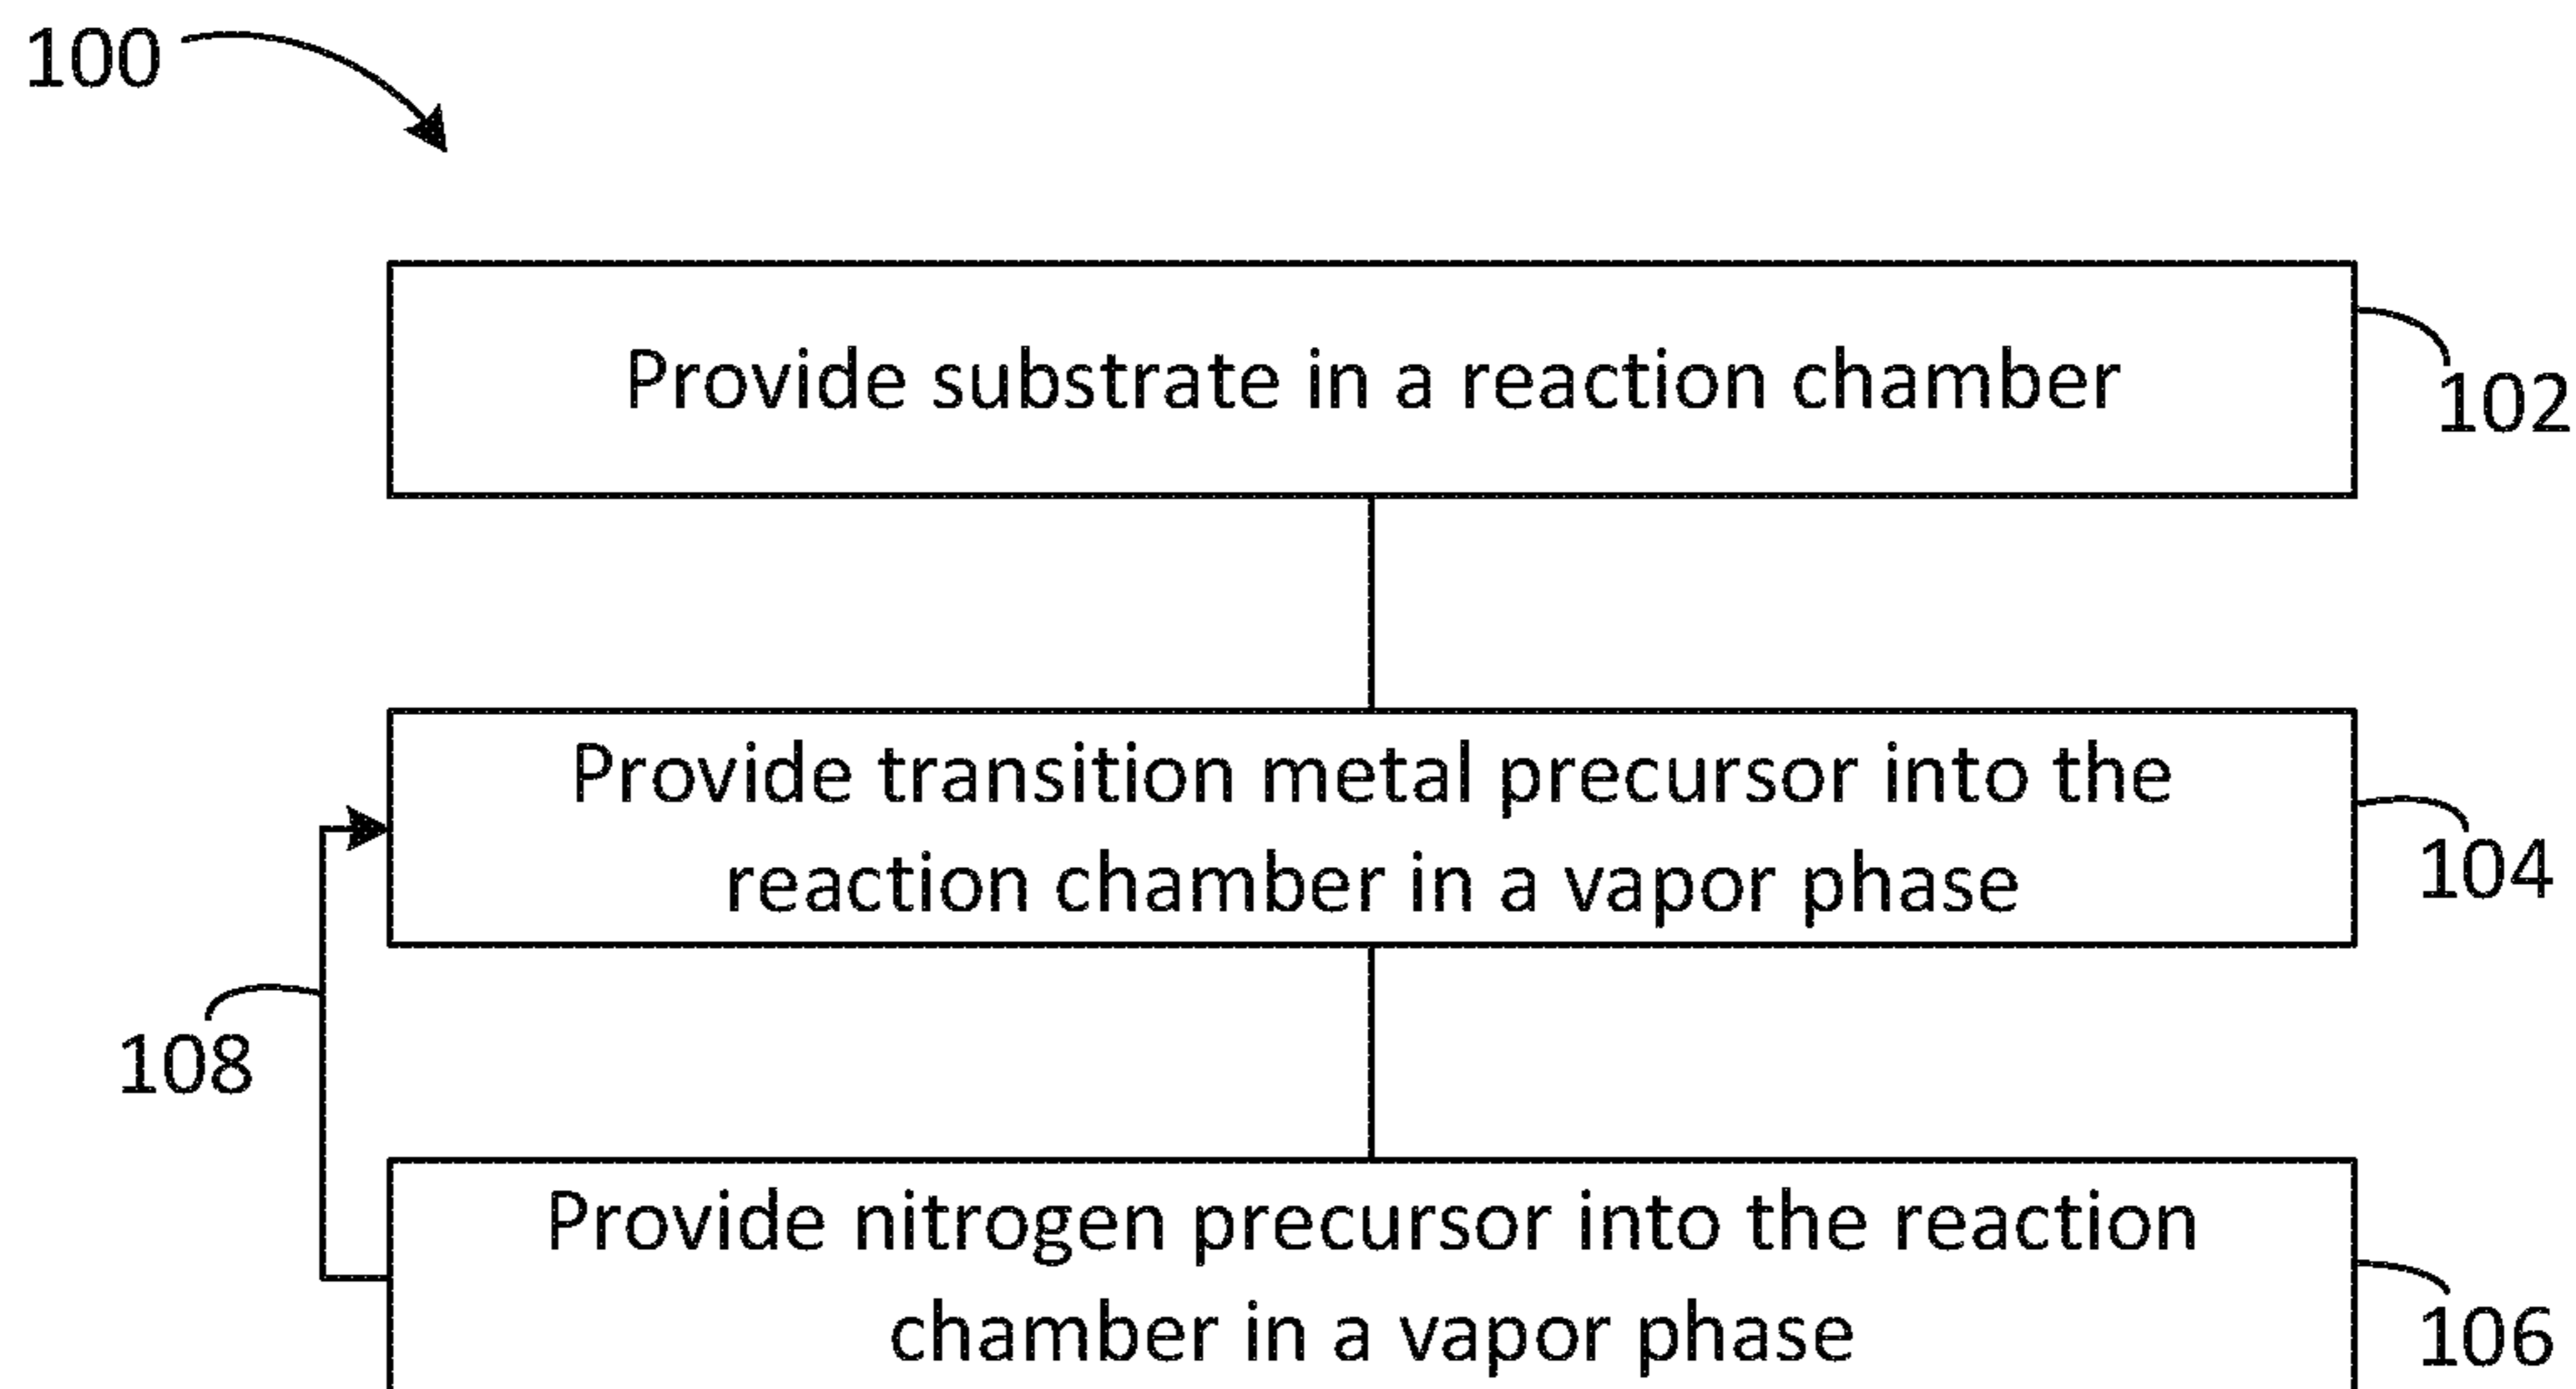 100
Provide substrate in a reaction chamber
102
Provide transition metal precursor into the
reaction chamber in a vapor phase
104
108
Provide nitrogen precursor into the reaction
chamber in a vapor phase
106